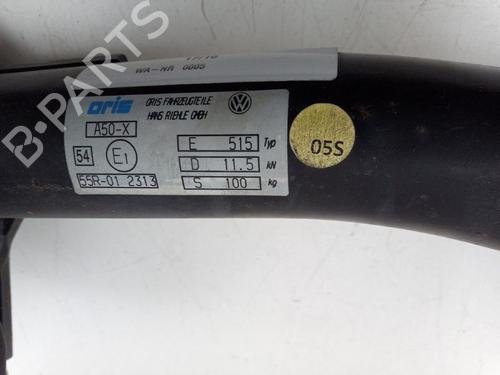 WA-NR 0005
B-PARTS
oris ORIS FAHRZEUGTEILE
HANS RIEHLE GMBH
A50-X
E 515 Typ
54 E1
D 11.5 kN
55R-01 2313
S 100 kg
05S